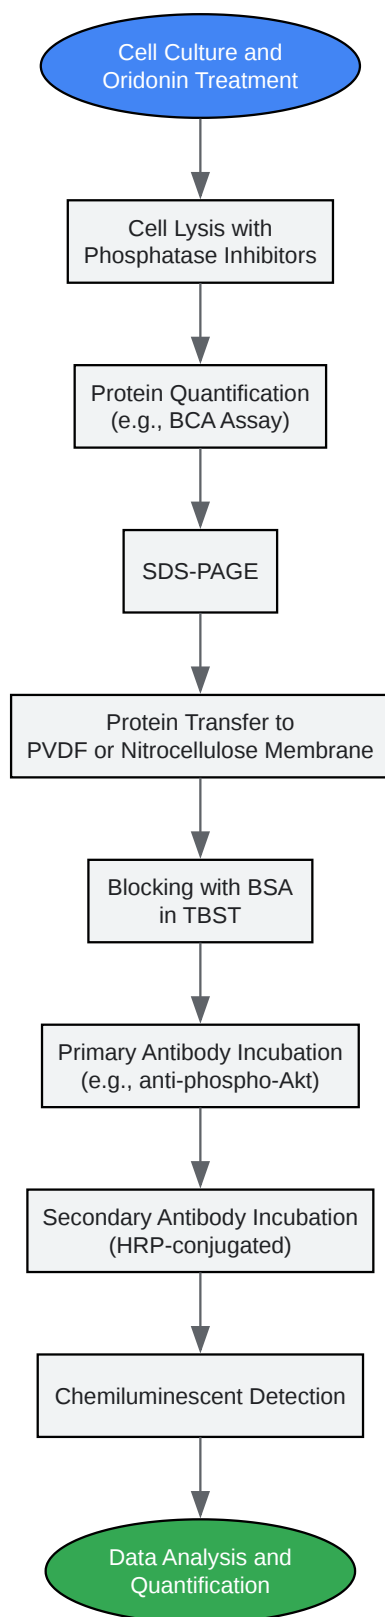 Cell Culture and
Oridonin Treatment
Cell Lysis with
Phosphatase Inhibitors
Protein Quantification
(e.g., BCA Assay)
SDS-PAGE
Protein Transfer to
PVDF or Nitrocellulose Membrane
Blocking with BSA
in TBST
Primary Antibody Incubation
(e.g., anti-phospho-Akt)
Secondary Antibody Incubation
(HRP-conjugated)
Chemiluminescent Detection
Data Analysis and
Quantification